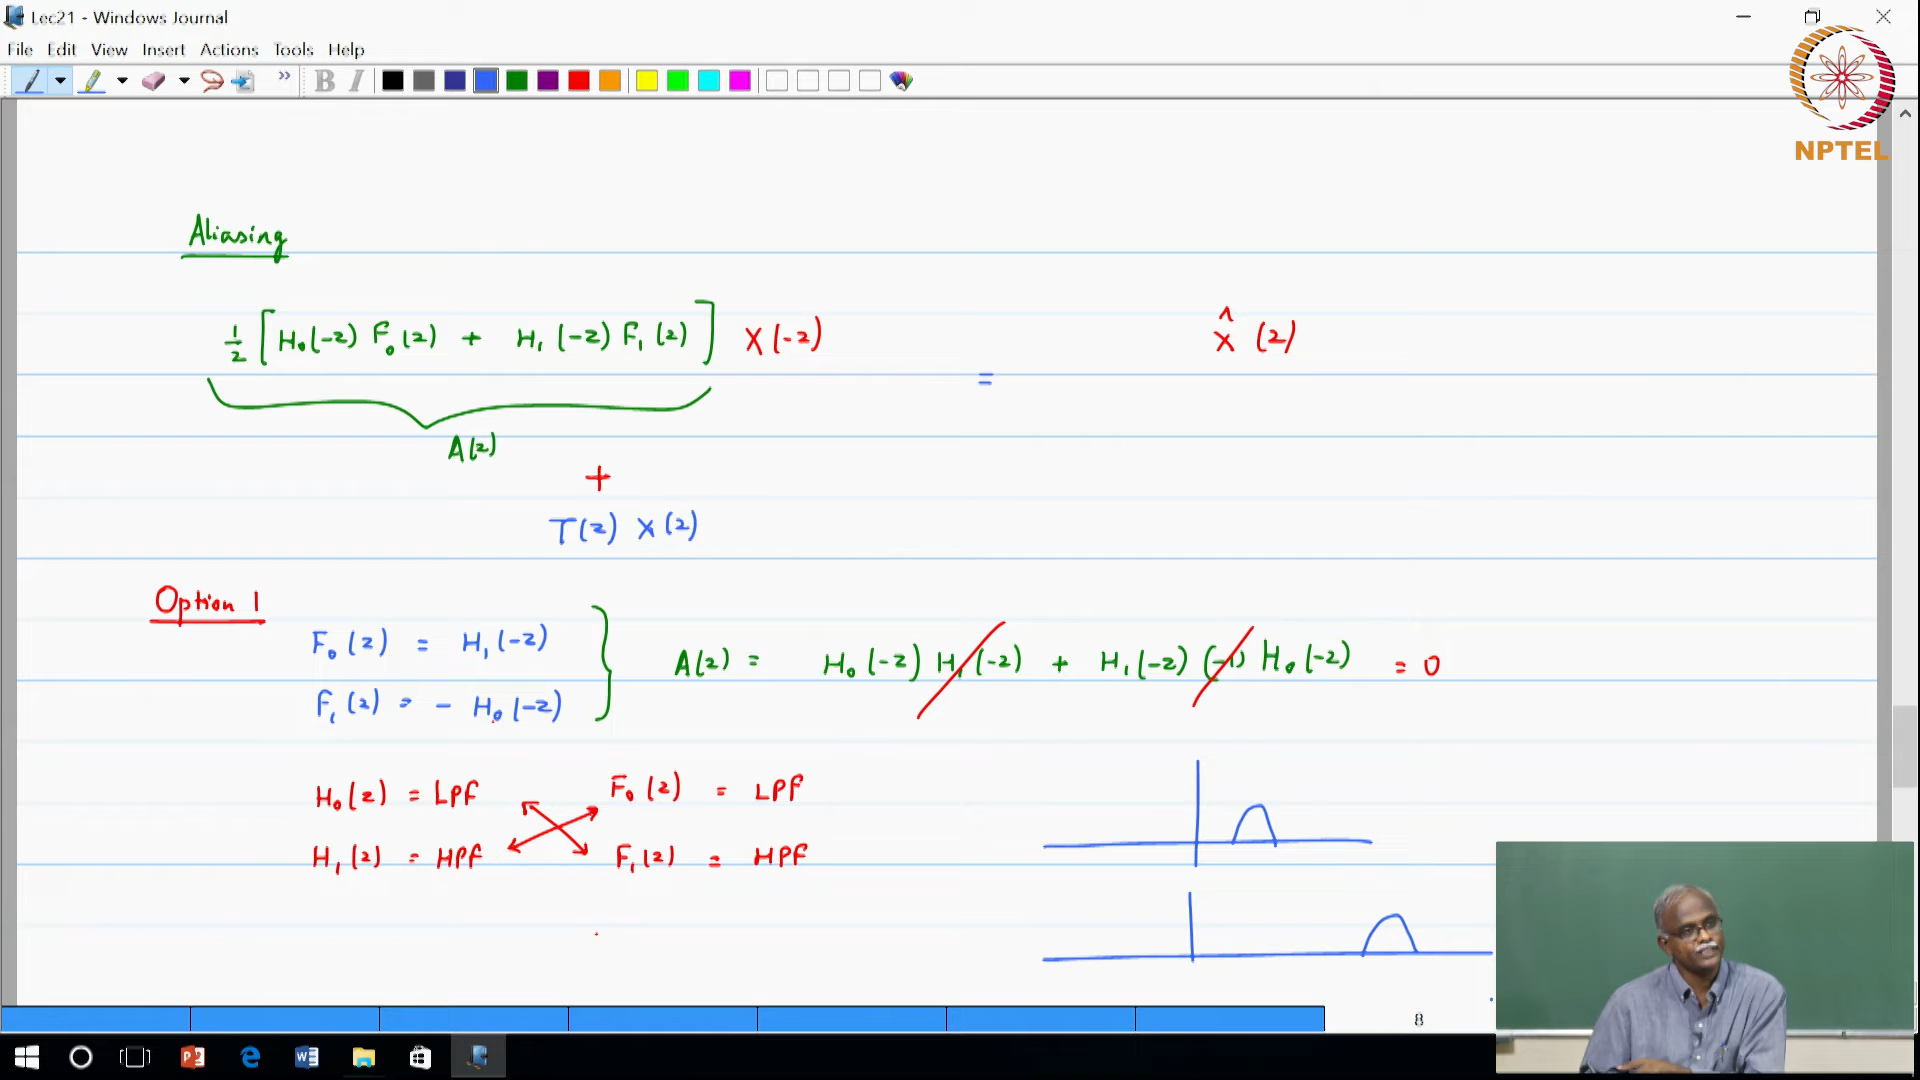 Lec21 - Windows Journal
File Edit View Insert Actions Tools Help
» B I
NPTEL
Aliasing
1/2 [H₀(-z) F₀(z) + H₁(-z) F₁(z)] X(-z) = X̂(z)
A(z)
+
T(z) X(z)
Option 1
F₀(z) = H₁(-z)
F₁(z) = - H₀(-z)
A(z) = H₀(-z) H₁(-z) + H₁(-z) (-1) H₀(-z) = 0
H₀(z) = LPF F₀(z) = LPF
H₁(z) = HPF F₁(z) = HPF
8